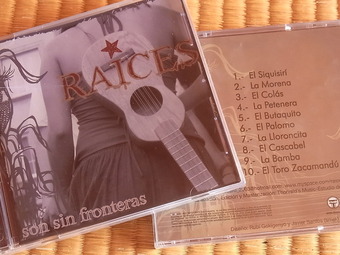 RAICES
son sin fronteras
1.- El Siquisirí
2.- La Morena
3.- El Colás
4.- La Petenera
5.- El Butaquito
6.- El Palomo
7.- La Lloroncita
8.- El Cascabel
9.- La Bamba
10.- El Toro Zacamandú